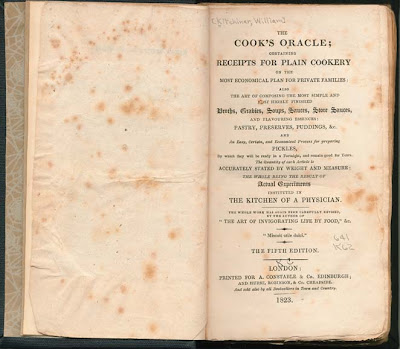 [Kitchiner, William]
THE
COOK'S ORACLE;
CONTAINING
RECEIPTS FOR PLAIN COOKERY
ON THE
MOST ECONOMICAL PLAN FOR PRIVATE FAMILIES:
ALSO
THE ART OF COMPOSING THE MOST SIMPLE AND
MOST HIGHLY FINISHED
Broths, Gravies, Soups, Sauces, Store Sauces,
AND FLAVOURING ESSENCES:
PASTRY, PRESERVES, PUDDINGS, &c.
AND
An Easy, Certain, and Economical Process for preparing
PICKLES,
by which they will be ready in a Fortnight, and remain good for Years.
The Quantity of each Article is
ACCURATELY STATED BY WEIGHT AND MEASURE;
THE WHOLE BEING THE RESULT OF
Actual Experiments
INSTITUTED IN
THE KITCHEN OF A PHYSICIAN.
THE WHOLE WORK HAS ALSO BEEN CAREFULLY REVISED,
BY THE AUTHOR OF
"THE ART OF INVIGORATING LIFE BY FOOD," &c.
"Miscuit utile dulci."
THE FIFTH EDITION.
641
K62
LONDON:
PRINTED FOR A. CONSTABLE & Co. EDINBURGH;
AND HURST, ROBINSON, & Co. CHEAPSIDE.
And sold also by all Booksellers in Town and Country.
1823.